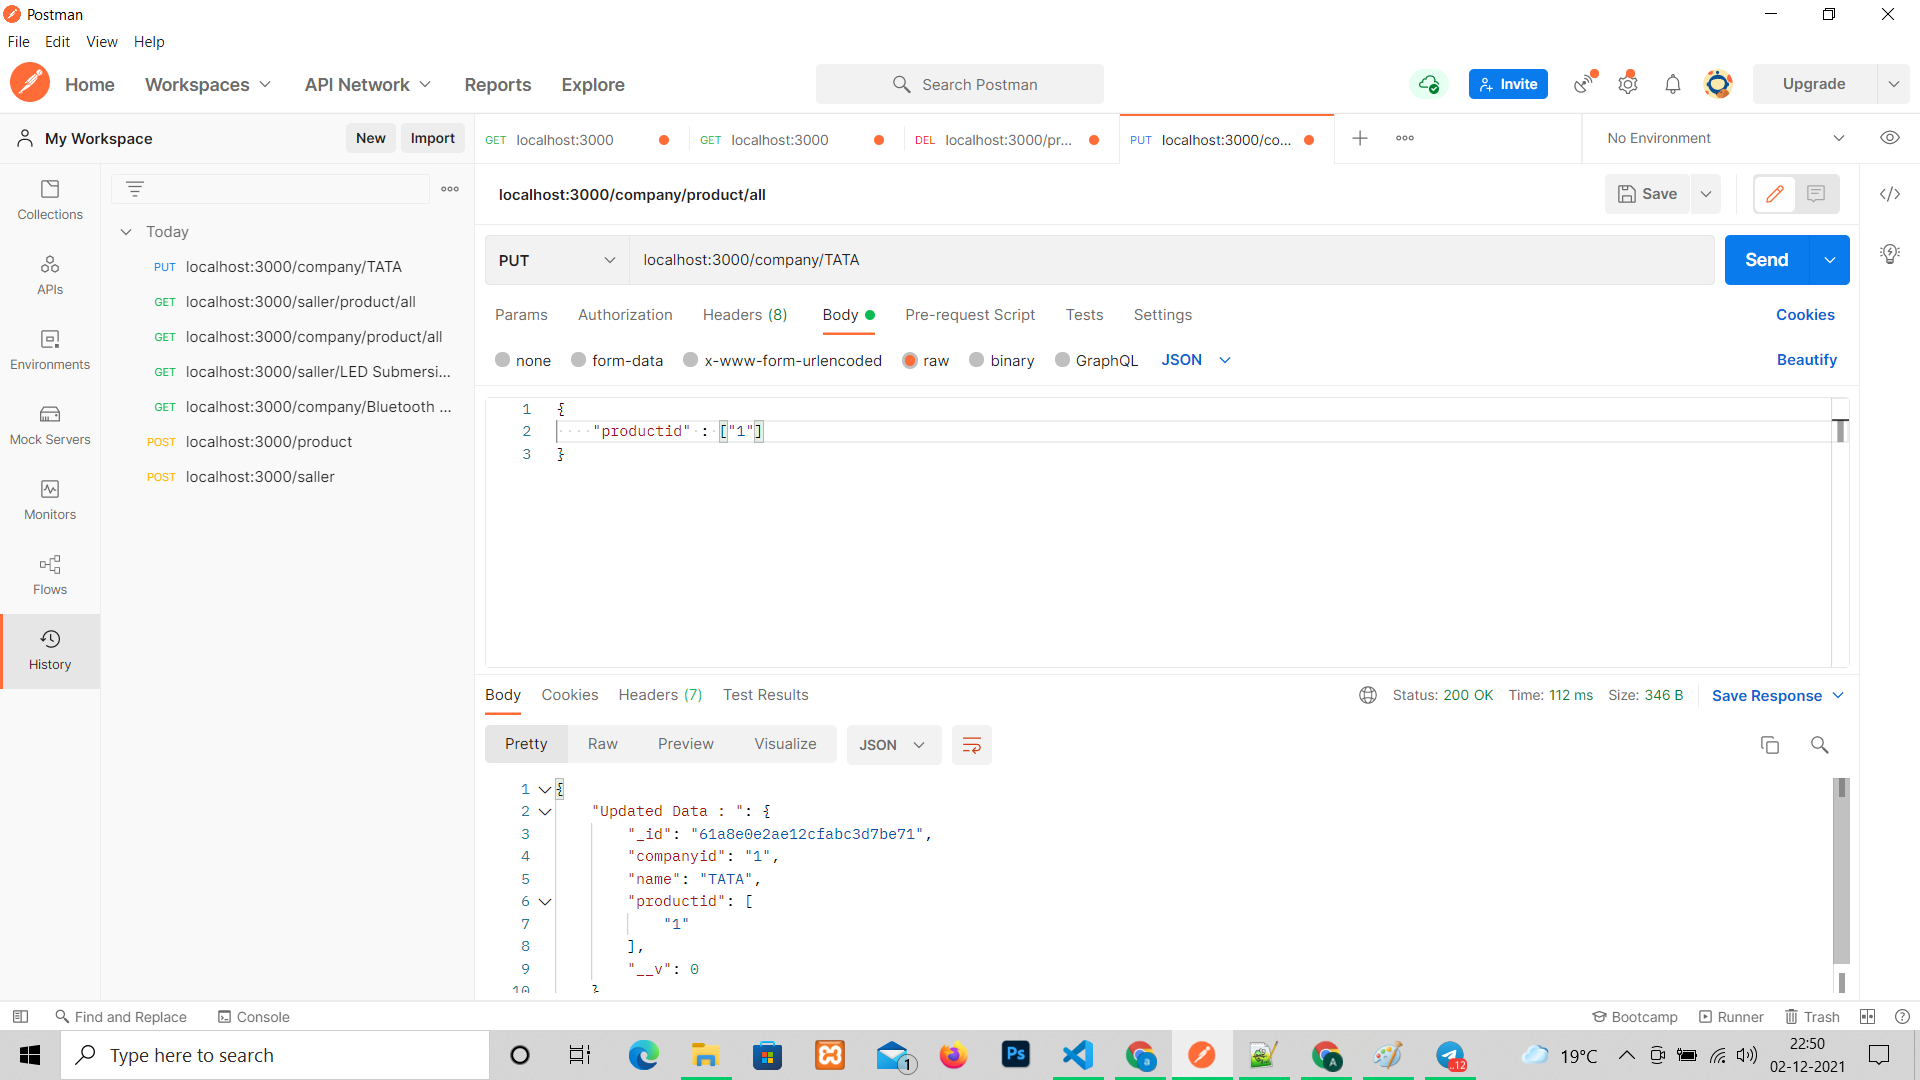 Postman
File Edit View Help
Home Workspaces API Network Reports Explore
Search Postman
Invite
Upgrade
My Workspace
New Import
GET localhost:3000
GET localhost:3000
DEL localhost:3000/pr...
PUT localhost:3000/co...
No Environment
Collections
APIs
Environments
Mock Servers
Monitors
Flows
History
Today
PUT localhost:3000/company/TATA
GET localhost:3000/saller/product/all
GET localhost:3000/company/product/all
GET localhost:3000/saller/LED Submersi...
GET localhost:3000/company/Bluetooth ...
POST localhost:3000/product
POST localhost:3000/saller
localhost:3000/company/product/all
Save
PUT localhost:3000/company/TATA
Send
Params Authorization Headers (8) Body Pre-request Script Tests Settings
Cookies
none form-data x-www-form-urlencoded raw binary GraphQL JSON
Beautify
1 {
2 ····"productid"·:·["1"]
3 }
Body Cookies Headers (7) Test Results
Status: 200 OK Time: 112 ms Size: 346 B Save Response
Pretty Raw Preview Visualize JSON
1 {
2 "Updated Data : ": {
3 "_id": "61a8e0e2ae12cfabc3d7be71",
4 "companyid": "1",
5 "name": "TATA",
6 "productid": [
7 "1"
8 ],
9 "__v": 0
10 }
Find and Replace Console
Bootcamp Runner Trash
Type here to search
1
Ps
a
A
..12
19°C
22:50
02-12-2021